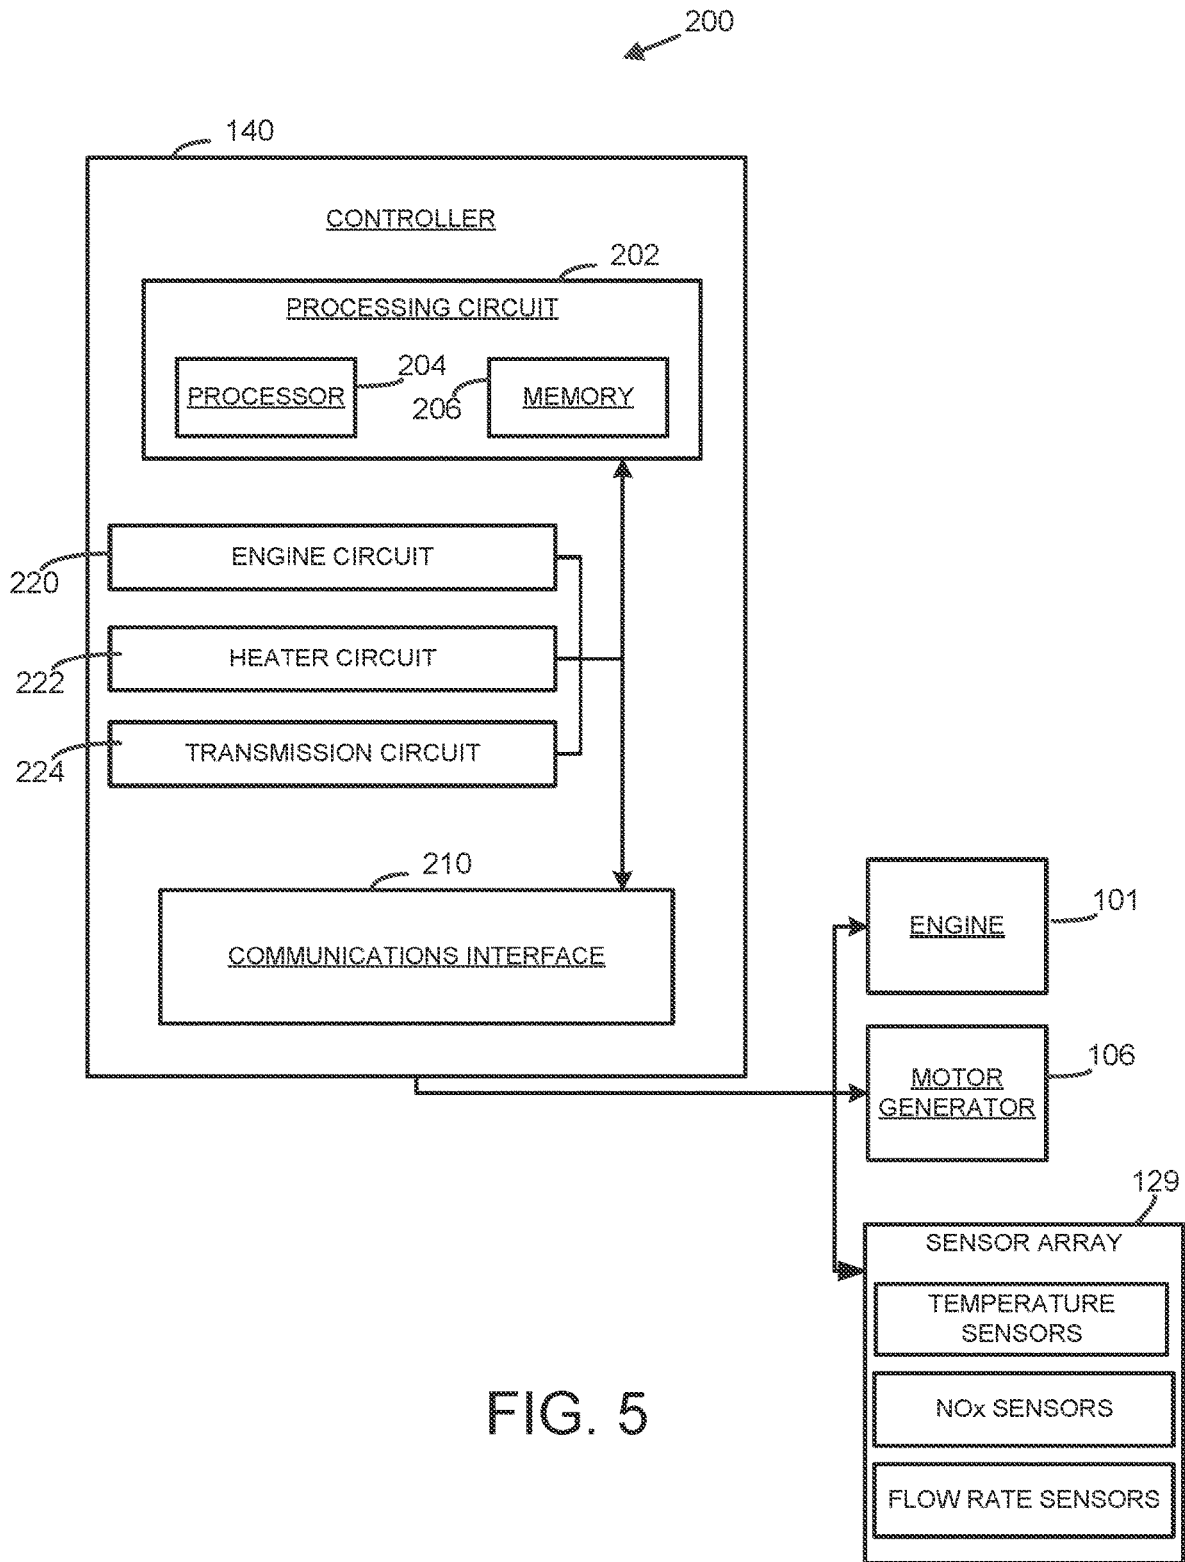 200
140
CONTROLLER
202
PROCESSING CIRCUIT
204
PROCESSOR
206
MEMORY
ENGINE CIRCUIT
220
HEATER CIRCUIT
222
TRANSMISSION CIRCUIT
224
210
COMMUNICATIONS INTERFACE
ENGINE
101
MOTOR
GENERATOR
106
129
SENSOR ARRAY
TEMPERATURE
SENSORS
NOx SENSORS
FLOW RATE SENSORS
FIG. 5